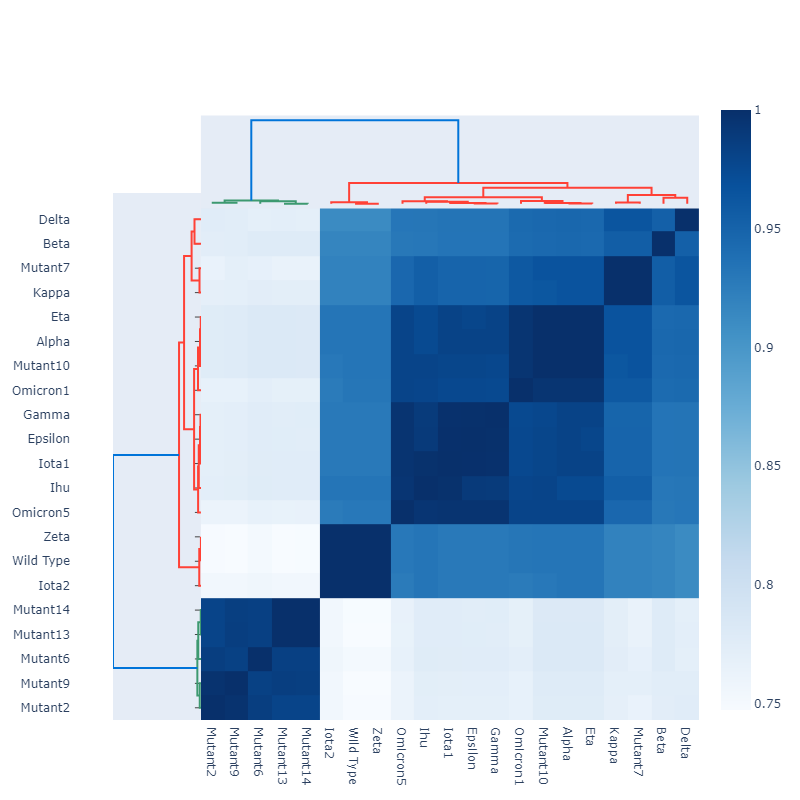 1
0.95
0.9
0.85
0.8
0.75
Delta
Beta
Mutant7
Kappa
Eta
Alpha
Mutant10
Omicron1
Gamma
Epsilon
Iota1
Ihu
Omicron5
Zeta
Wild Type
Iota2
Mutant14
Mutant13
Mutant6
Mutant9
Mutant2
Mutant2
Mutant9
Mutant6
Mutant13
Mutant14
Iota2
Wild Type
Zeta
Omicron5
Ihu
Iota1
Epsilon
Gamma
Omicron1
Mutant10
Alpha
Eta
Kappa
Mutant7
Beta
Delta